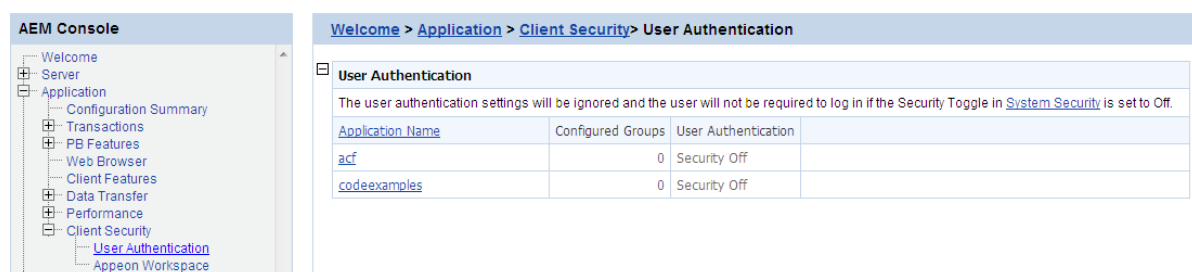 AEM Console
Welcome
Server
Application
Configuration Summary
Transactions
PB Features
Web Browser
Client Features
Data Transfer
Performance
Client Security
User Authentication
Appeon Workspace
Welcome > Application > Client Security> User Authentication
User Authentication
The user authentication settings will be ignored and the user will not be required to log in if the Security Toggle in System Security is set to Off.
Application Name Configured Groups User Authentication
acf 0 Security Off
codeexamples 0 Security Off